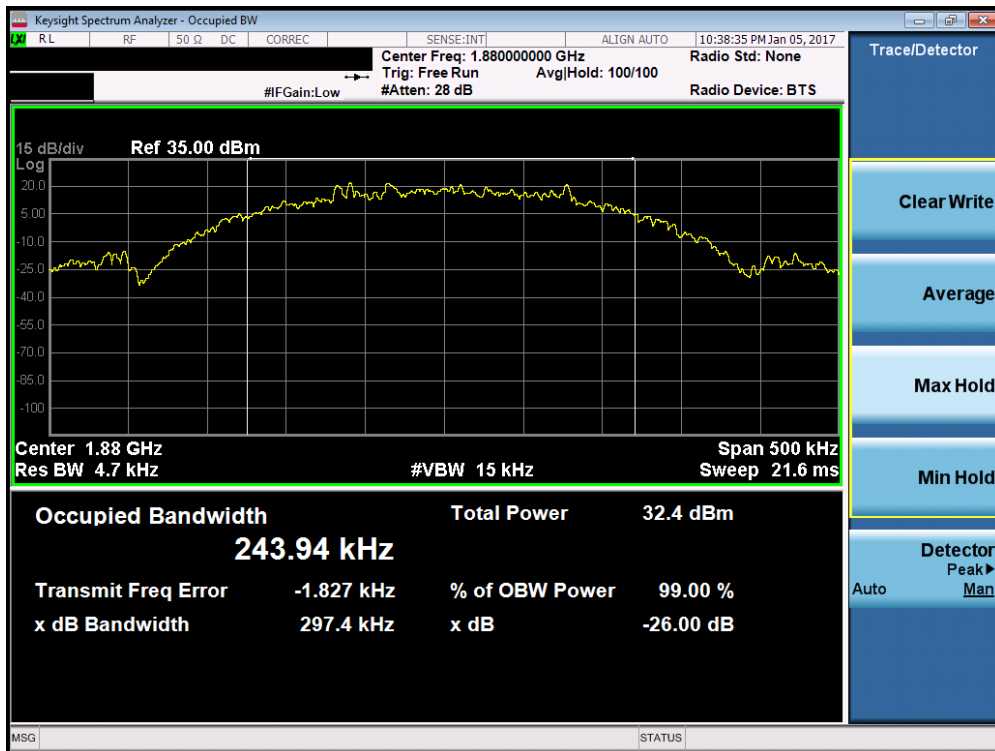 Keysight Spectrum Analyzer - Occupied BW
LXI RL RF 50 Ω DC CORREC SENSE:INT ALIGN AUTO 10:38:35 PM Jan 05, 2017
Center Freq: 1.880000000 GHz Radio Std: None
Trig: Free Run Avg|Hold: 100/100
#IFGain:Low #Atten: 28 dB Radio Device: BTS
15 dB/div Ref 35.00 dBm
Log
20.0
5.00
-10.0
-25.0
-40.0
-55.0
-70.0
-85.0
-100
Center 1.88 GHz Span 500 kHz
Res BW 4.7 kHz #VBW 15 kHz Sweep 21.6 ms
Occupied Bandwidth Total Power 32.4 dBm
243.94 kHz
Transmit Freq Error -1.827 kHz % of OBW Power 99.00 %
x dB Bandwidth 297.4 kHz x dB -26.00 dB
Trace/Detector
Clear Write
Average
Max Hold
Min Hold
Detector
Peak▶
Auto Man
MSG STATUS